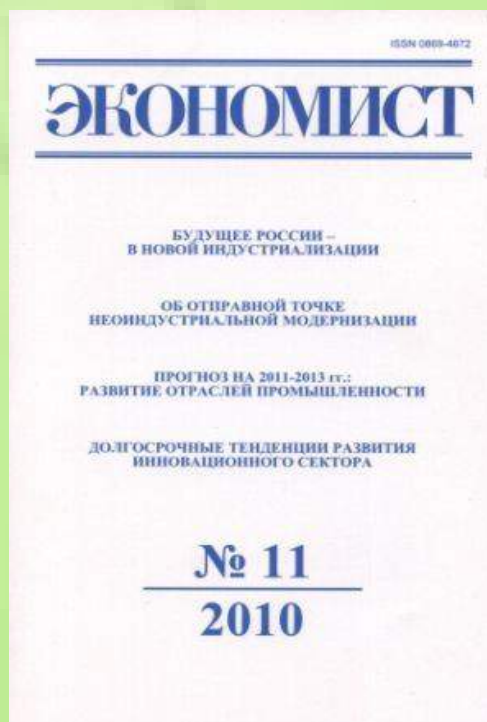 ISSN 0869-4672
ЭКОНОМИСТ
БУДУЩЕЕ РОССИИ –
В НОВОЙ ИНДУСТРИАЛИЗАЦИИ
ОБ ОТПРАВНОЙ ТОЧКЕ
НЕОИНДУСТРИАЛЬНОЙ МОДЕРНИЗАЦИИ
ПРОГНОЗ НА 2011-2013 гг.:
РАЗВИТИЕ ОТРАСЛЕЙ ПРОМЫШЛЕННОСТИ
ДОЛГОСРОЧНЫЕ ТЕНДЕНЦИИ РАЗВИТИЯ
ИННОВАЦИОННОГО СЕКТОРА
№ 11
2010